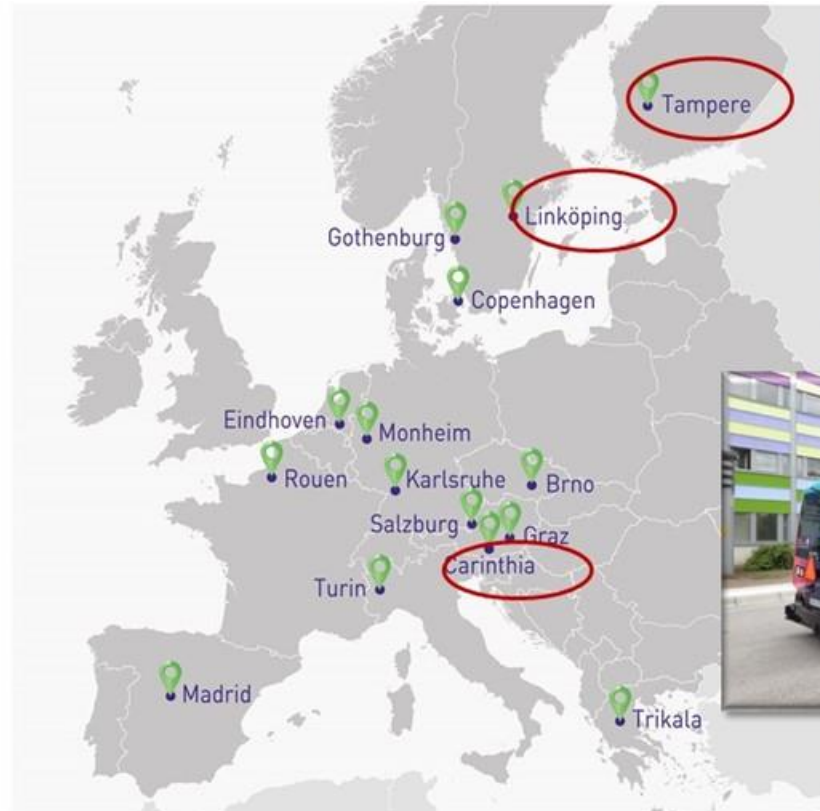 Tampere
Linköping
Gothenburg
Copenhagen
Eindhoven
Monheim
Rouen
Karlsruhe
Brno
Salzburg
Graz
Carinthia
Turin
Madrid
Trikala